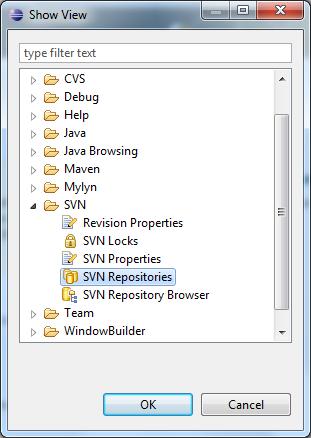 Show View
type filter text
CVS
Debug
Help
Java
Java Browsing
Maven
Mylyn
SVN
Revision Properties
SVN Locks
SVN Properties
SVN Repositories
SVN Repository Browser
Team
WindowBuilder
OK
Cancel